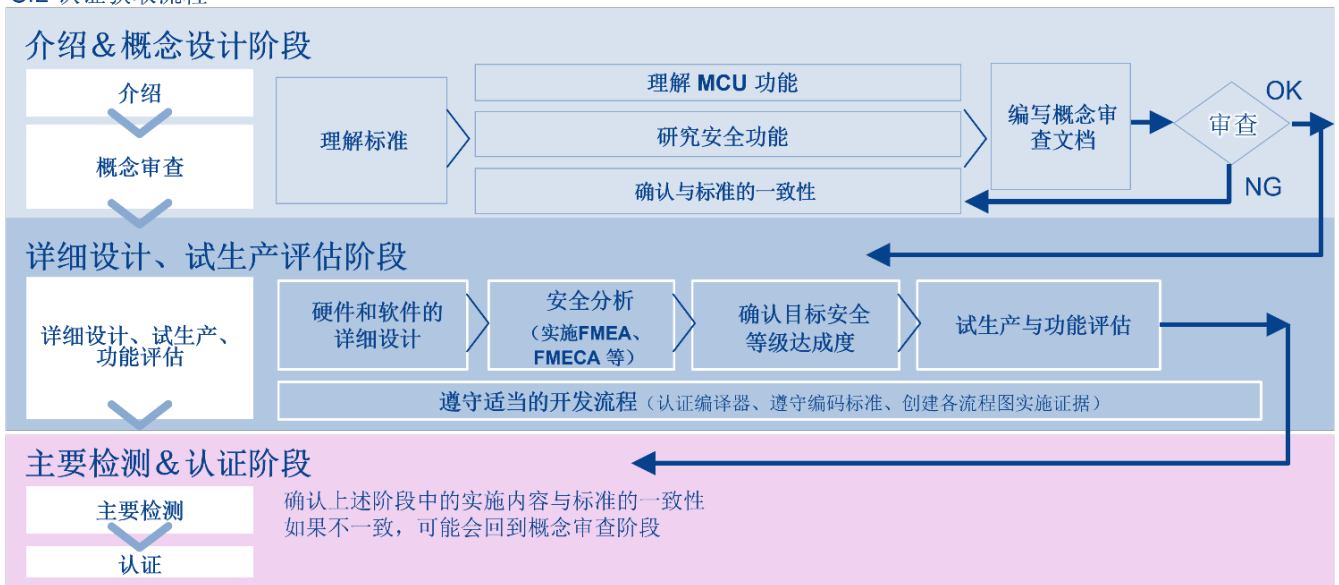 介绍＆概念设计阶段
介绍
概念审查
理解标准
理解 MCU 功能
研究安全功能
确认与标准的一致性
编写概念审
查文档
审查
OK
NG
详细设计、试生产评估阶段
详细设计、试生产、
功能评估
硬件和软件的
详细设计
安全分析
（实施FMEA、
FMECA 等）
确认目标安全
等级达成度
试生产与功能评估
遵守适当的开发流程（认证编译器、遵守编码标准、创建各流程图实施证据）
主要检测＆认证阶段
主要检测
认证
确认上述阶段中的实施内容与标准的一致性
如果不一致，可能会回到概念审查阶段